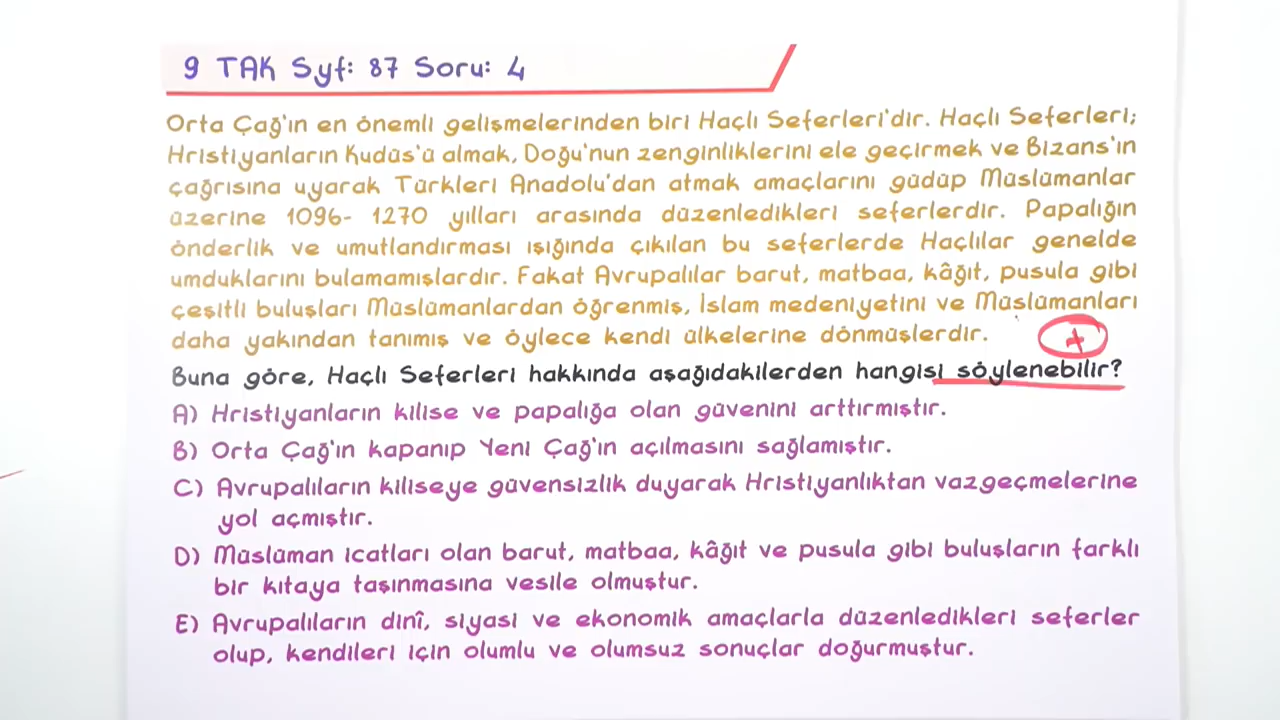 9 TAK Syf: 87 Soru: 4
Orta Çağ'ın en önemli gelişmelerinden biri Haçlı Seferleri'dir. Haçlı Seferleri;
Hristiyanların Kudüs'ü almak, Doğu'nun zenginliklerini ele geçirmek ve Bizans'ın
çağrısına uyarak Türkleri Anadolu'dan atmak amaçlarını güdüp Müslümanlar
üzerine 1096- 1270 yılları arasında düzenledikleri seferlerdir. Papalığın
önderlik ve umutlandırması ışığında çıkılan bu seferlerde Haçlılar genelde
umduklarını bulamamışlardır. Fakat Avrupalılar barut, matbaa, kâğıt, pusula gibi
çeşitli buluşları Müslümanlardan öğrenmiş, İslam medeniyetini ve Müslümanları
daha yakından tanımış ve öylece kendi ülkelerine dönmüşlerdir.
+
Buna göre, Haçlı Seferleri hakkında aşağıdakilerden hangisi söylenebilir?
A) Hristiyanların kilise ve papalığa olan güvenini arttırmıştır.
B) Orta Çağ'ın kapanıp Yeni Çağ'ın açılmasını sağlamıştır.
C) Avrupalıların kiliseye güvensizlik duyarak Hristiyanlıktan vazgeçmelerine
yol açmıştır.
D) Müslüman icatları olan barut, matbaa, kâğıt ve pusula gibi buluşların farklı
bir kıtaya taşınmasına vesile olmuştur.
E) Avrupalıların dinî, siyasi ve ekonomik amaçlarla düzenledikleri seferler
olup, kendileri için olumlu ve olumsuz sonuçlar doğurmuştur.